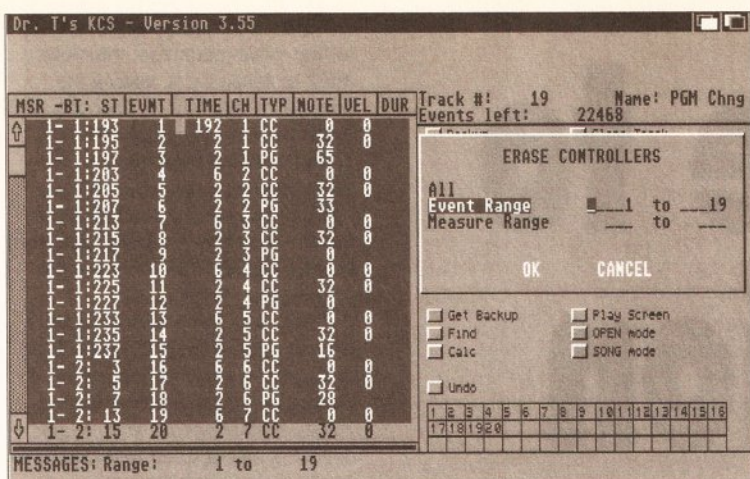 Dr. T's KCS - Version 3.55
Track #: 19 Name: PGM Chng
Events left: 22468
MSR -BT: ST EVNT TIME CH TYP NOTE VEL DUR
1- 1:193 1 192 1 CC 0 0
1- 1:195 2 2 1 CC 32 0
1- 1:197 3 2 1 PG 65
1- 1:203 4 6 2 CC 0 0
1- 1:205 5 2 2 CC 32 0
1- 1:207 6 2 2 PG 33
1- 1:213 7 6 3 CC 0 0
1- 1:215 8 2 3 CC 32 0
1- 1:217 9 2 3 PG 0
1- 1:223 10 6 4 CC 0 0
1- 1:225 11 2 4 CC 32 0
1- 1:227 12 2 4 PG 0
1- 1:233 13 6 5 CC 0 0
1- 1:235 14 2 5 CC 32 0
1- 1:237 15 2 5 PG 16
1- 2: 3 16 6 6 CC 0 0
1- 2: 5 17 2 6 CC 32 0
1- 2: 7 18 2 6 PG 28
1- 2: 13 19 6 7 CC 0 0
1- 2: 15 20 2 7 CC 32 0
ERASE CONTROLLERS
All
Event Range ___1 to ___19
Measure Range ___ to ___
OK CANCEL
Get Backup Play Screen
Find OPEN mode
Calc SONG mode
Undo
1 2 3 4 5 6 7 8 9 10 11 12 13 14 15 16
17 18 19 20
MESSAGES: Range: 1 to 19